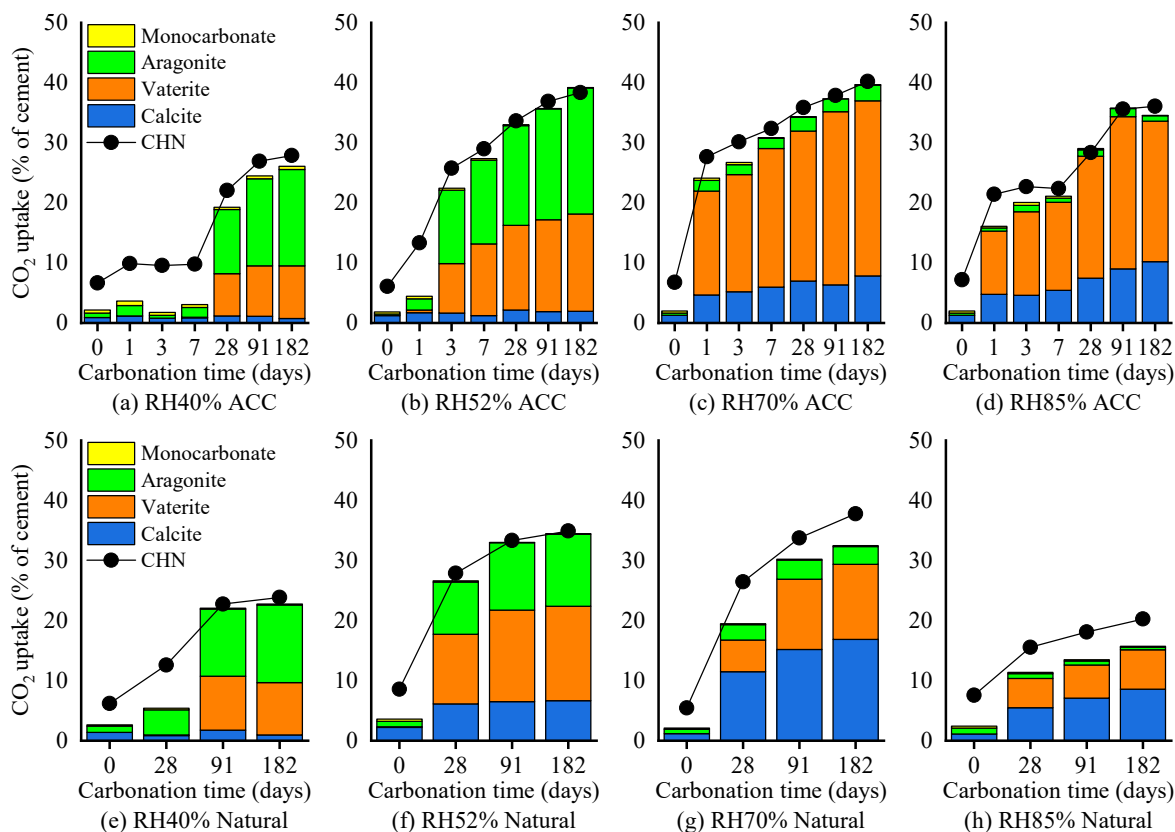 50
40
30
20
10
0
CO2 uptake (% of cement)
Monocarbonate
Aragonite
Vaterite
Calcite
CHN
0 1 3 7 28 91 182
Carbonation time (days)
(a) RH40% ACC
50
40
30
20
10
0
0 1 3 7 28 91 182
Carbonation time (days)
(b) RH52% ACC
50
40
30
20
10
0
0 1 3 7 28 91 182
Carbonation time (days)
(c) RH70% ACC
50
40
30
20
10
0
0 1 3 7 28 91 182
Carbonation time (days)
(d) RH85% ACC
50
40
30
20
10
0
CO2 uptake (% of cement)
Monocarbonate
Aragonite
Vaterite
Calcite
CHN
0 28 91 182
Carbonation time (days)
(e) RH40% Natural
50
40
30
20
10
0
0 28 91 182
Carbonation time (days)
(f) RH52% Natural
50
40
30
20
10
0
0 28 91 182
Carbonation time (days)
(g) RH70% Natural
50
40
30
20
10
0
0 28 91 182
Carbonation time (days)
(h) RH85% Natural